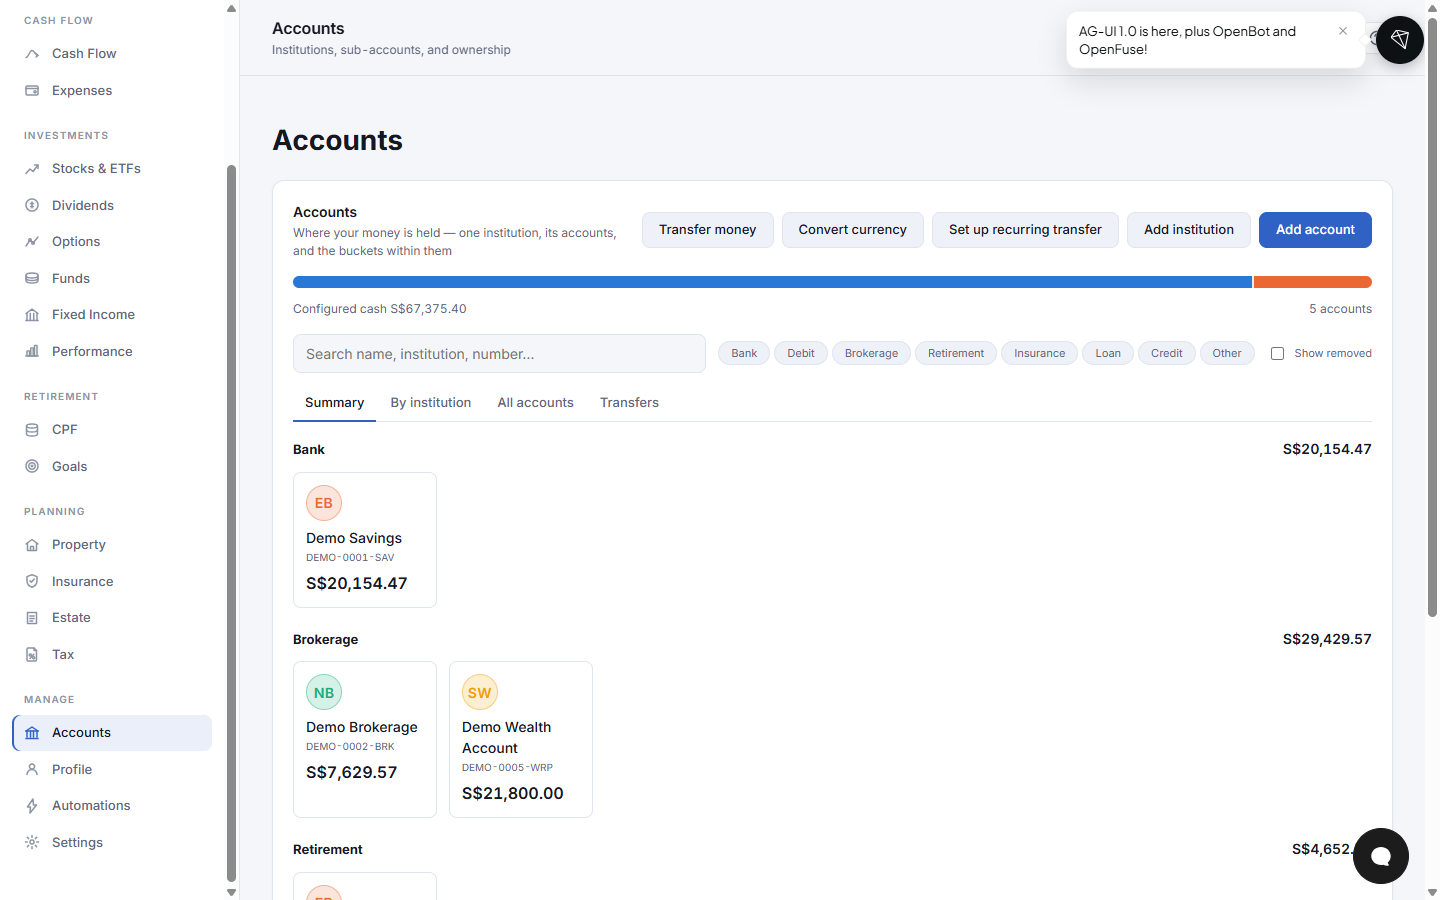 CASH FLOW
Cash Flow
Expenses
INVESTMENTS
Stocks & ETFs
Dividends
Options
Funds
Fixed Income
Performance
RETIREMENT
CPF
Goals
PLANNING
Property
Insurance
Estate
Tax
MANAGE
Accounts
Profile
Automations
Settings
Accounts
Institutions, sub-accounts, and ownership
AG-UI 1.0 is here, plus OpenBot and
OpenFuse!
Accounts
Accounts
Where your money is held — one institution, its accounts,
and the buckets within them
Transfer money
Convert currency
Set up recurring transfer
Add institution
Add account
Configured cash S$67,375.40
5 accounts
Search name, institution, number...
Bank
Debit
Brokerage
Retirement
Insurance
Loan
Credit
Other
Show removed
Summary
By institution
All accounts
Transfers
Bank
S$20,154.47
EB
Demo Savings
DEMO-0001-SAV
S$20,154.47
Brokerage
S$29,429.57
NB
Demo Brokerage
DEMO-0002-BRK
S$7,629.57
SW
Demo Wealth
Account
DEMO-0005-WRP
S$21,800.00
Retirement
S$4,652.